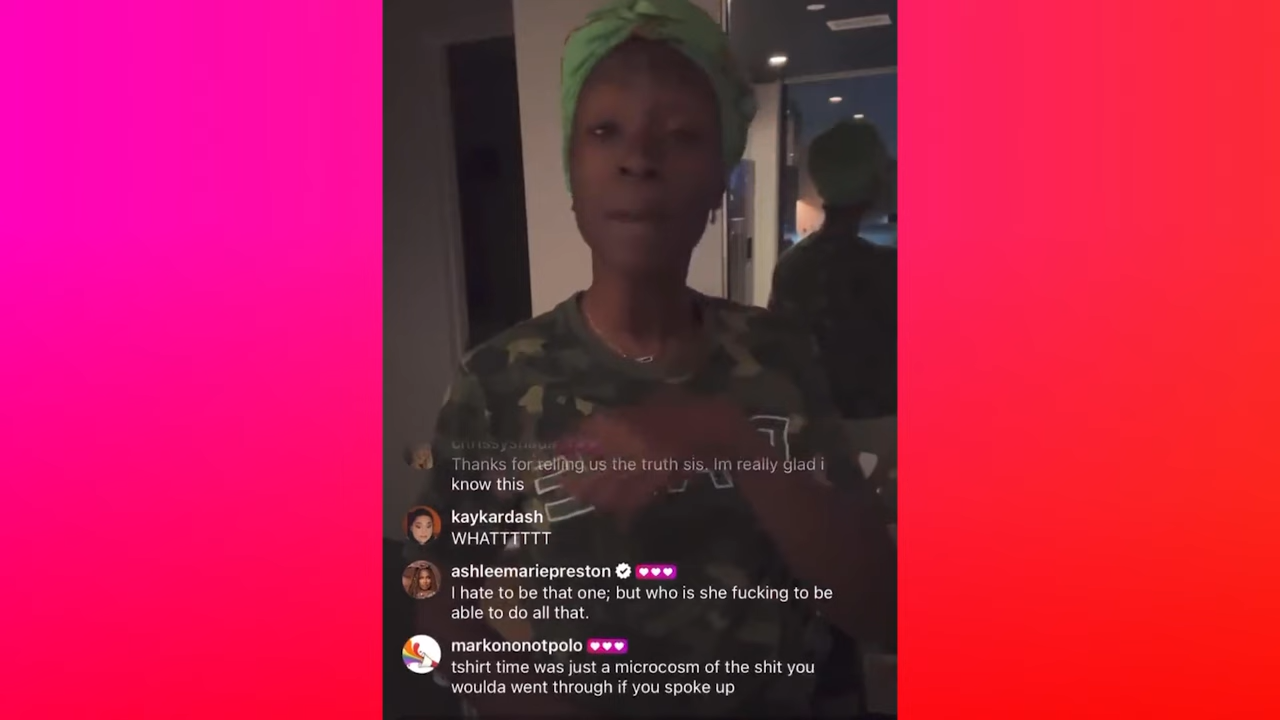 Thanks for telling us the truth sis. Im really glad i
know this
kaykardash
WHATTTTTT
ashleemariepreston
I hate to be that one; but who is she fucking to be
able to do all that.
markononotpolo
tshirt time was just a microcosm of the shit you
woulda went through if you spoke up